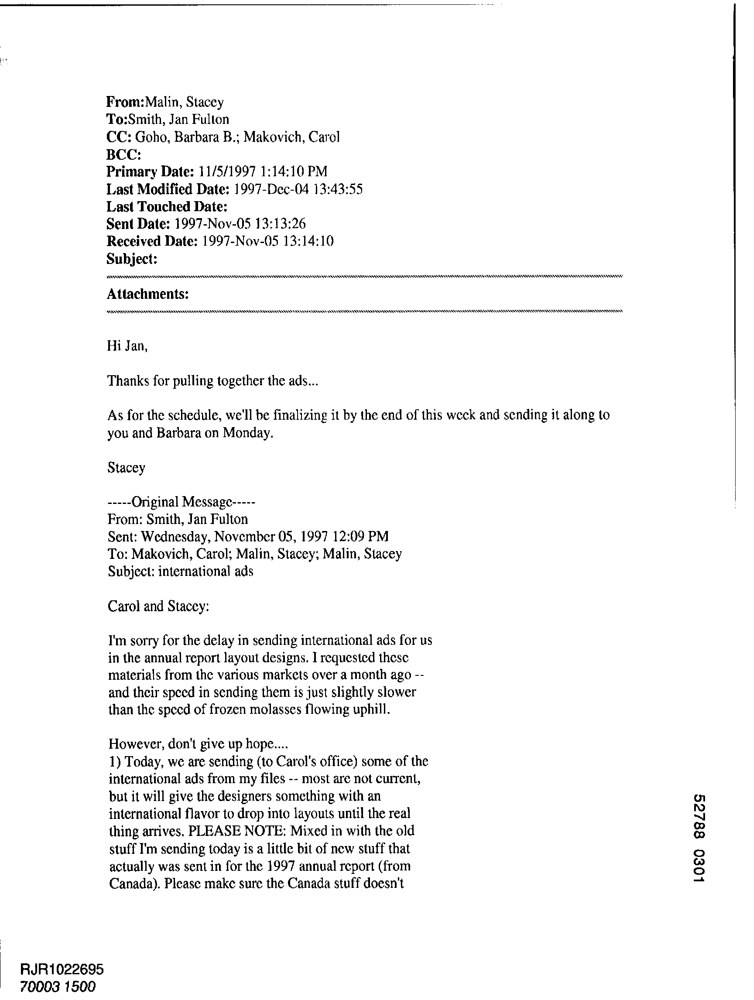 From:Malin, Stacey
To:Smith, Jan Fulton
CC: Goho, Barbara B.; Makovich, Carol
BCC:
Primary Date: 11/5/1997 1:14:10 PM
Last Modified Date: 1997-Dec-04 13:43:55
Last Touched Date:
Sent Date: 1997-Nov-05 13:13:26
Received Date: 1997-Nov-05 13:14:10
Subject:
Attachments:
Hi Jan,
Thanks for pulling together the ads...
As for the schedule, we'll be finalizing it by the end of this week and sending it along to
you and Barbara on Monday.
Stacey
-----Original Message-----
From: Smith, Jan Fulton
Sent: Wednesday, November 05, 1997 12:09 PM
To: Makovich, Carol; Malin, Stacey; Malin, Stacey
Subject: international ads
Carol and Stacey:
I'm sorry for the delay in sending international ads for us
in the annual report layout designs. I requested these
materials from the various markets over a month ago --
and their speed in sending them is just slightly slower
than the speed of frozen molasses flowing uphill.
However, don't give up hope....
1) Today, we are sending (to Carol's office) some of the
international ads from my files -- most are not current,
but it will give the designers something with an
international flavor to drop into layouts until the real
thing arrives. PLEASE NOTE: Mixed in with the old
stuff I'm sending today is a little bit of new stuff that
actually was sent in for the 1997 annual report (from
Canada). Please make sure the Canada stuff doesn't
52788 0301
RJR1022695
70003 1500